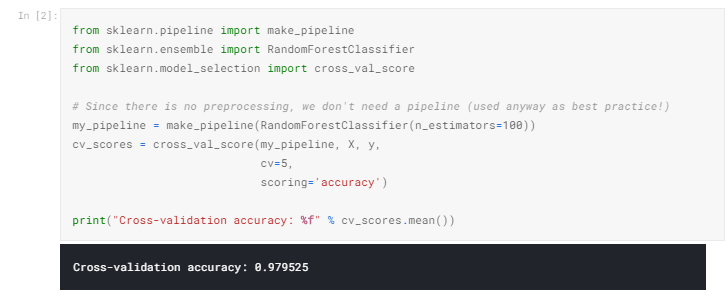 In [2]:
from sklearn.pipeline import make_pipeline
from sklearn.ensemble import RandomForestClassifier
from sklearn.model_selection import cross_val_score

# Since there is no preprocessing, we don't need a pipeline (used anyway as best practice!)
my_pipeline = make_pipeline(RandomForestClassifier(n_estimators=100))
cv_scores = cross_val_score(my_pipeline, X, y,
                            cv=5,
                            scoring='accuracy')

print("Cross-validation accuracy: %f" % cv_scores.mean())
Cross-validation accuracy: 0.979525